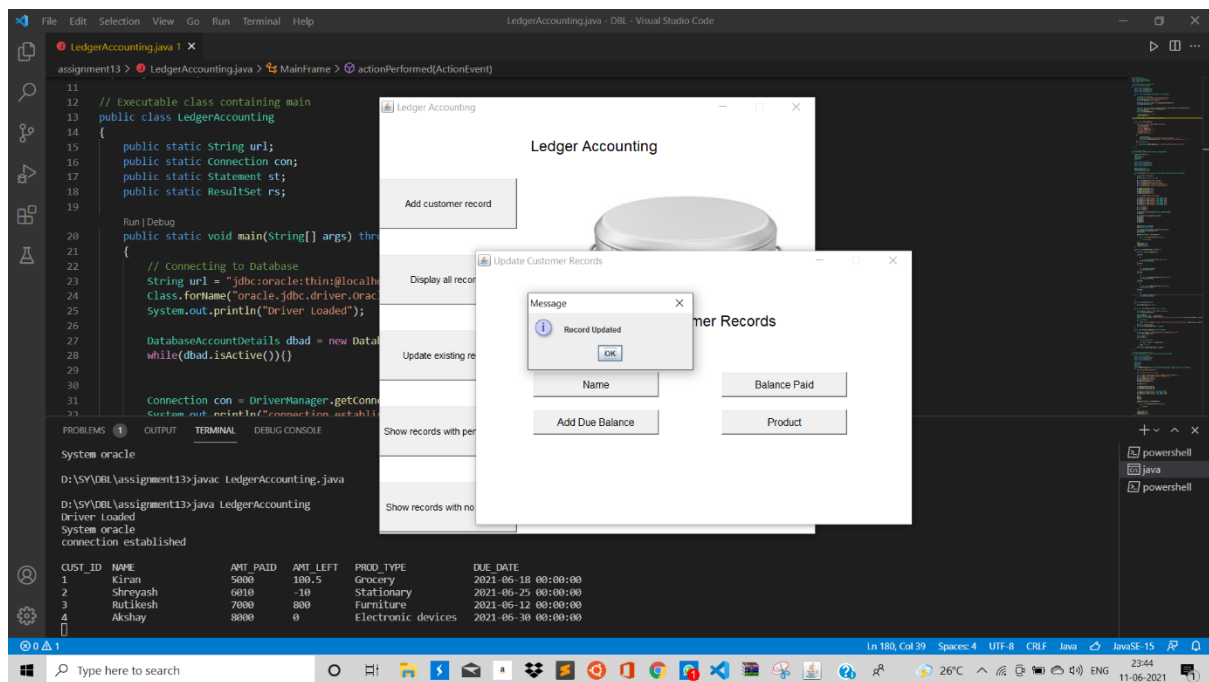 File Edit Selection View Go Run Terminal Help
LedgerAccounting.java - DBL - Visual Studio Code
LedgerAccounting.java 1
assignment13 > LedgerAccounting.java > MainFrame > actionPerformed(ActionEvent)
11
12 // Executable class containing main
13 public class LedgerAccounting
14 {
15 public static String url;
16 public static Connection con;
17 public static Statement st;
18 public static ResultSet rs;
19
Run | Debug
20 public static void main(String[] args) thr
21 {
22 // Connecting to Database
23 String url = "jdbc:oracle:thin:@localh
24 Class.forName("oracle.jdbc.driver.Orac
25 System.out.println("Driver Loaded");
26
27 DatabaseAccountDetails dbad = new Datab
28 while(dbad.isActive()){}
29
30
31 Connection con = DriverManager.getConn
32 System.out.println("connection establi
Ledger Accounting
Ledger Accounting
Add customer record
Display all recor
Update existing re
Show records with per
Show records with no
Update Customer Records
mer Records
Name
Balance Paid
Add Due Balance
Product
Message
Record Updated
OK
PROBLEMS 1 OUTPUT TERMINAL DEBUG CONSOLE
System oracle
D:\SY\DBL\assignment13>javac LedgerAccounting.java
D:\SY\DBL\assignment13>java LedgerAccounting
Driver Loaded
System oracle
connection established
CUST_ID NAME AMT_PAID AMT_LEFT PROD_TYPE DUE_DATE
1 Kiran 5000 100.5 Grocery 2021-06-18 00:00:00
2 Shreyash 6010 -10 Stationary 2021-06-25 00:00:00
3 Rutikesh 7000 800 Furniture 2021-06-12 00:00:00
4 Akshay 8000 0 Electronic devices 2021-06-30 00:00:00
powershell
java
powershell
0 1
Ln 180, Col 39 Spaces: 4 UTF-8 CRLF Java JavaSE-15
Type here to search
26°C
ENG
23:44
11-06-2021